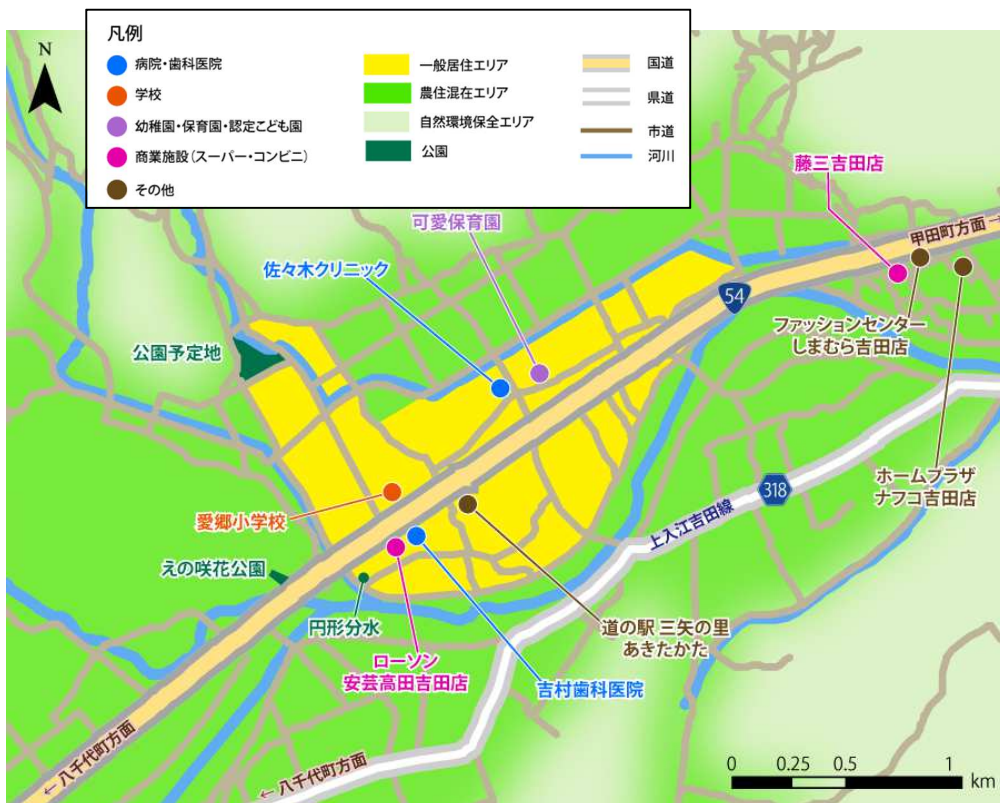 凡例
病院・歯科医院
学校
幼稚園・保育園・認定こども園
商業施設（スーパー・コンビニ）
その他
一般居住エリア
農住混在エリア
自然環境保全エリア
公園
国道
県道
市道
河川
N
藤三吉田店
可愛保育園
甲田町方面→
佐々木クリニック
54
ファッションセンター
しまむら吉田店
公園予定地
ホームプラザ
ナフコ吉田店
318
愛郷小学校
上入江吉田線
えの咲花公園
円形分水
道の駅 三矢の里
あきたかた
ローソン
安芸高田吉田店
吉村歯科医院
←八千代町方面
←八千代町方面
0 0.25 0.5 1
km